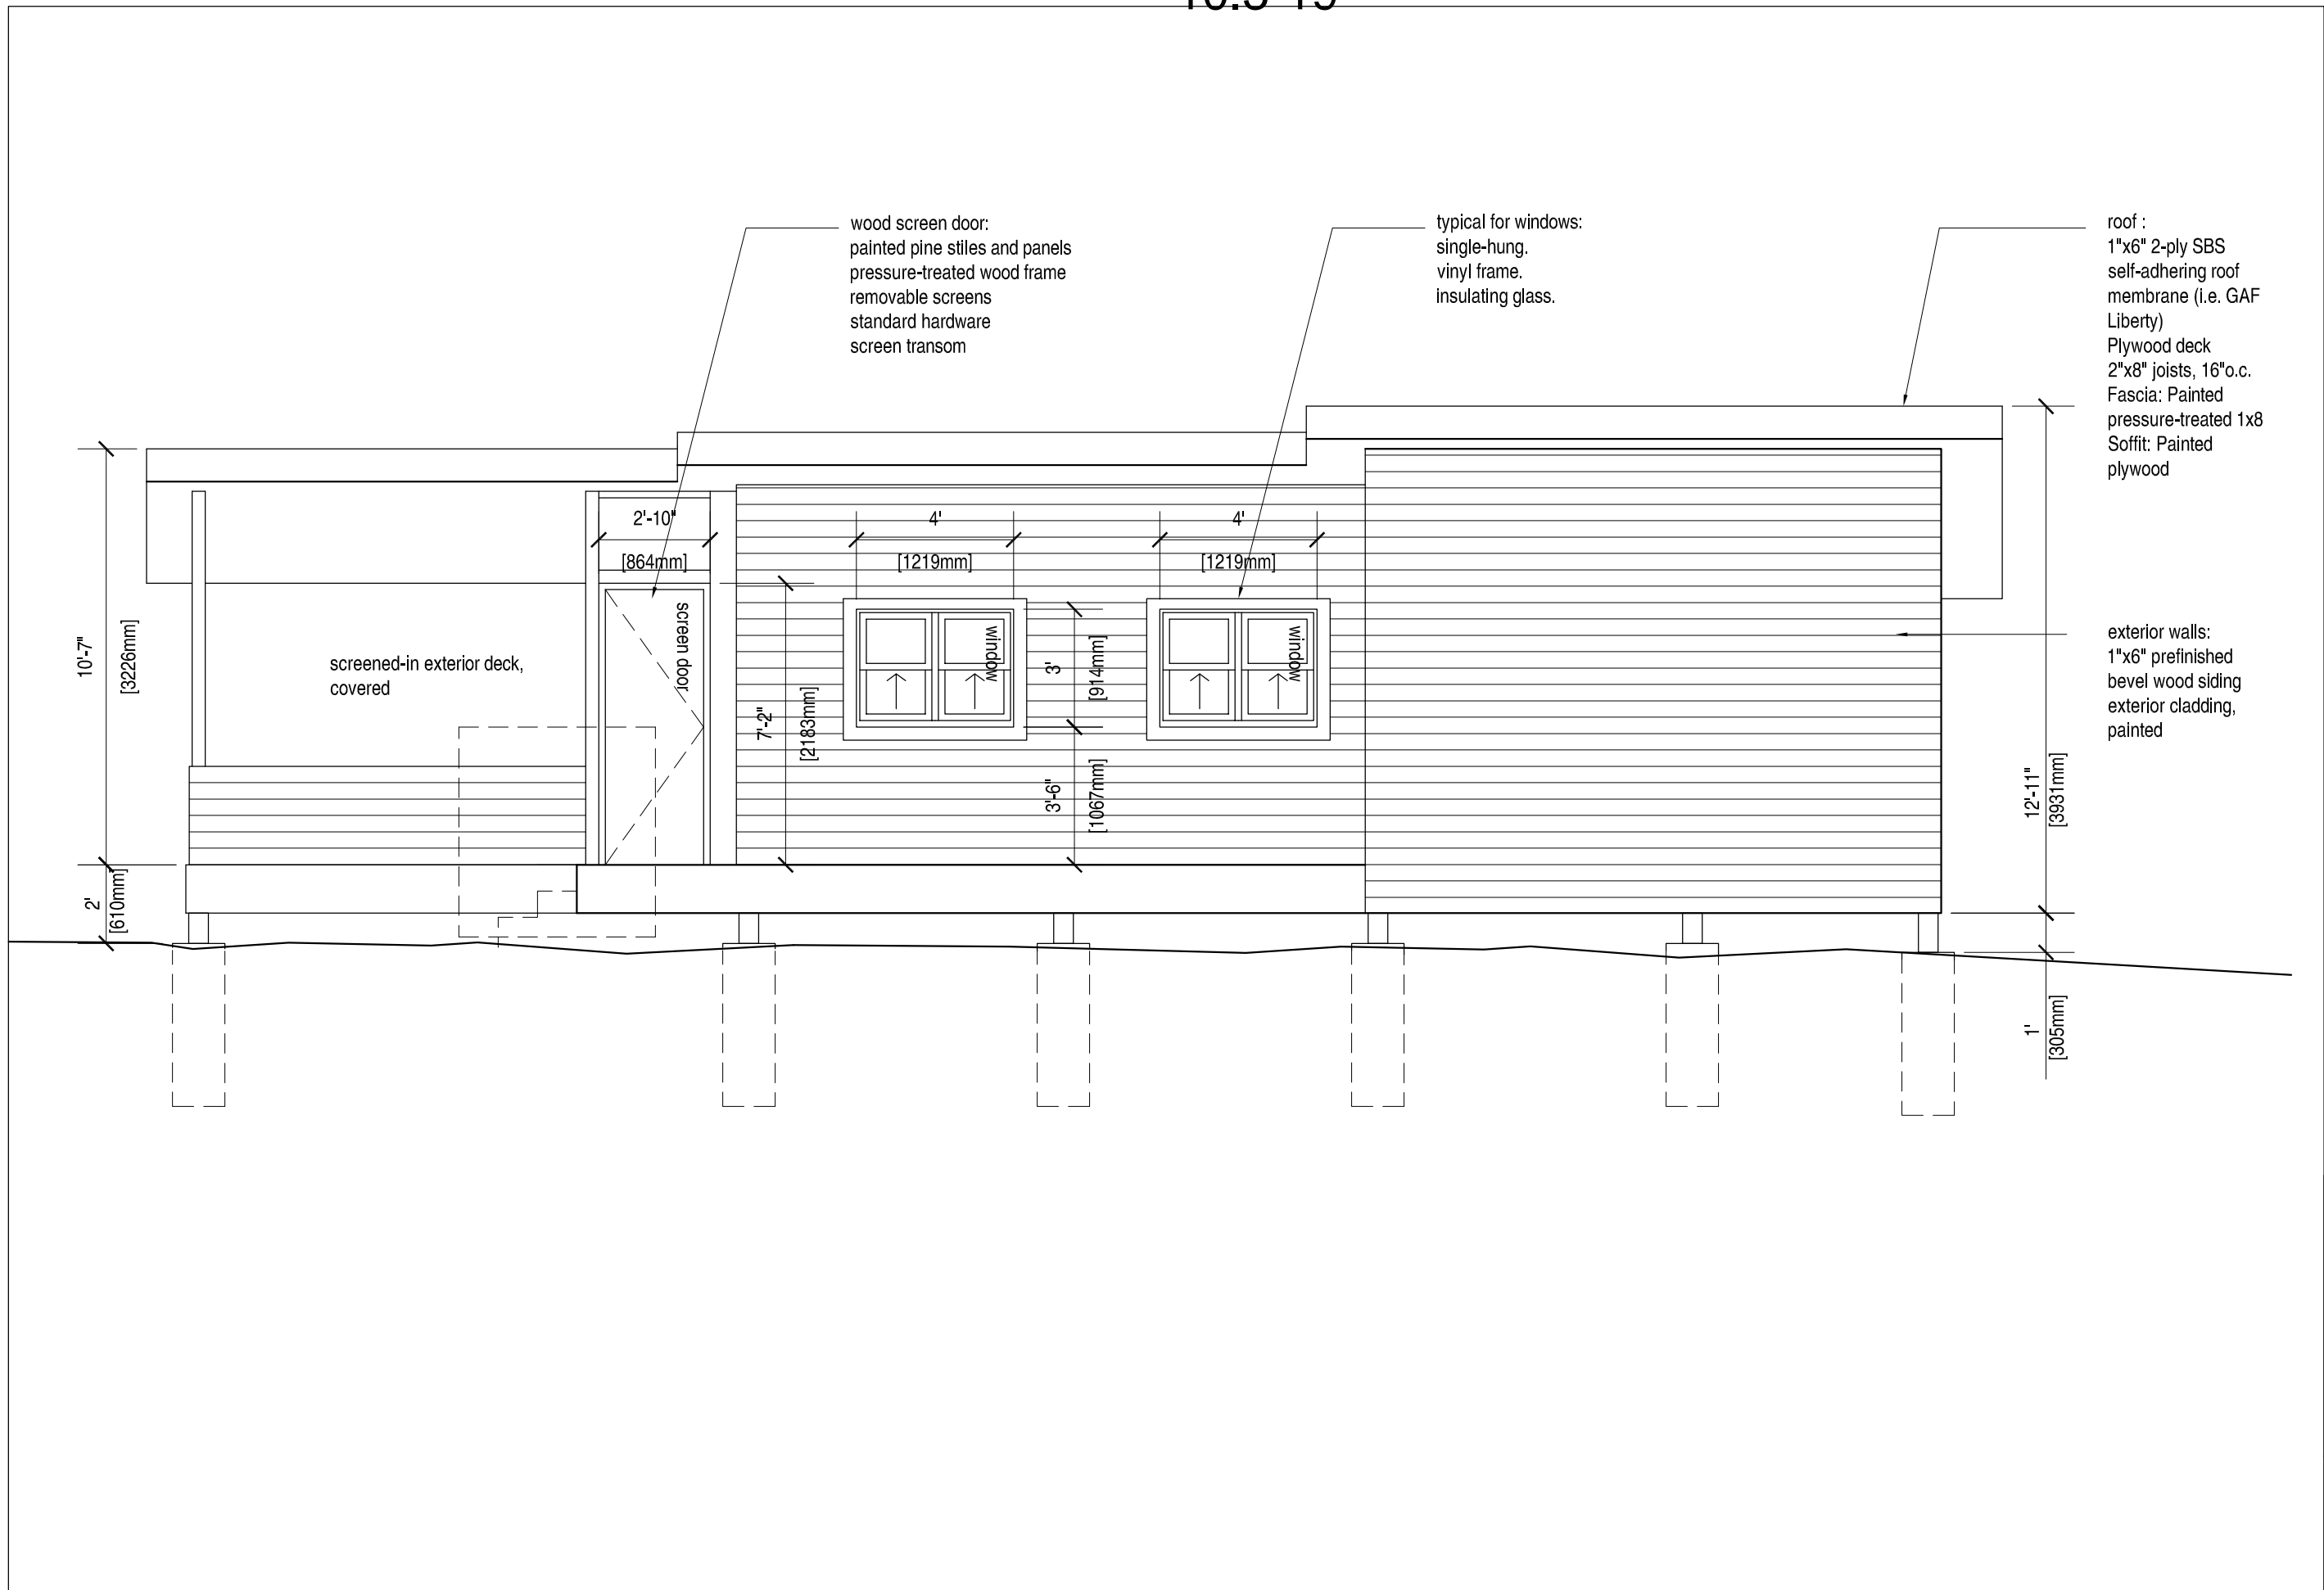 wood screen door:
painted pine stiles and panels
pressure-treated wood frame
removable screens
standard hardware
screen transom
typical for windows:
single-hung.
vinyl frame.
insulating glass.
roof :
1"x6" 2-ply SBS
self-adhering roof
membrane (i.e. GAF
Liberty)
Plywood deck
2"x8" joists, 16"o.c.
Fascia: Painted
pressure-treated 1x8
Soffit: Painted
plywood
2'-10"
[864mm]
4'
[1219mm]
4'
[1219mm]
10'-7"
[3226mm]
screened-in exterior deck,
covered
screen door
7'-2"
[2183mm]
window
3'
[914mm]
window
3'-6"
[1067mm]
exterior walls:
1"x6" prefinished
bevel wood siding
exterior cladding,
painted
12'-11"
[3931mm]
2'
[610mm]
1'
[305mm]